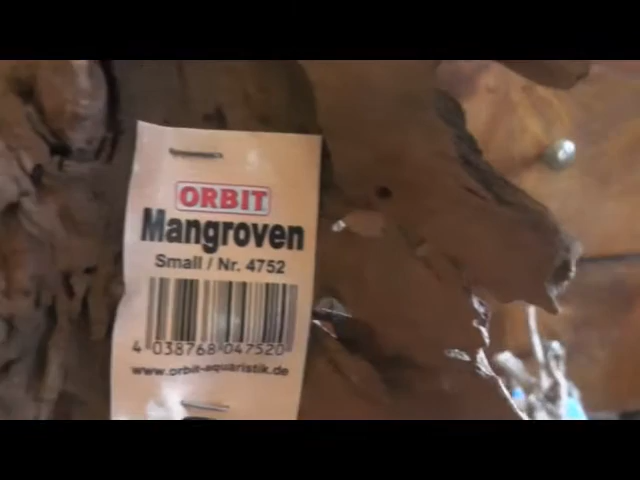 ORBIT
Mangroven
Small / Nr. 4752
4 038768 047520
www.orbit-aquaristik.de